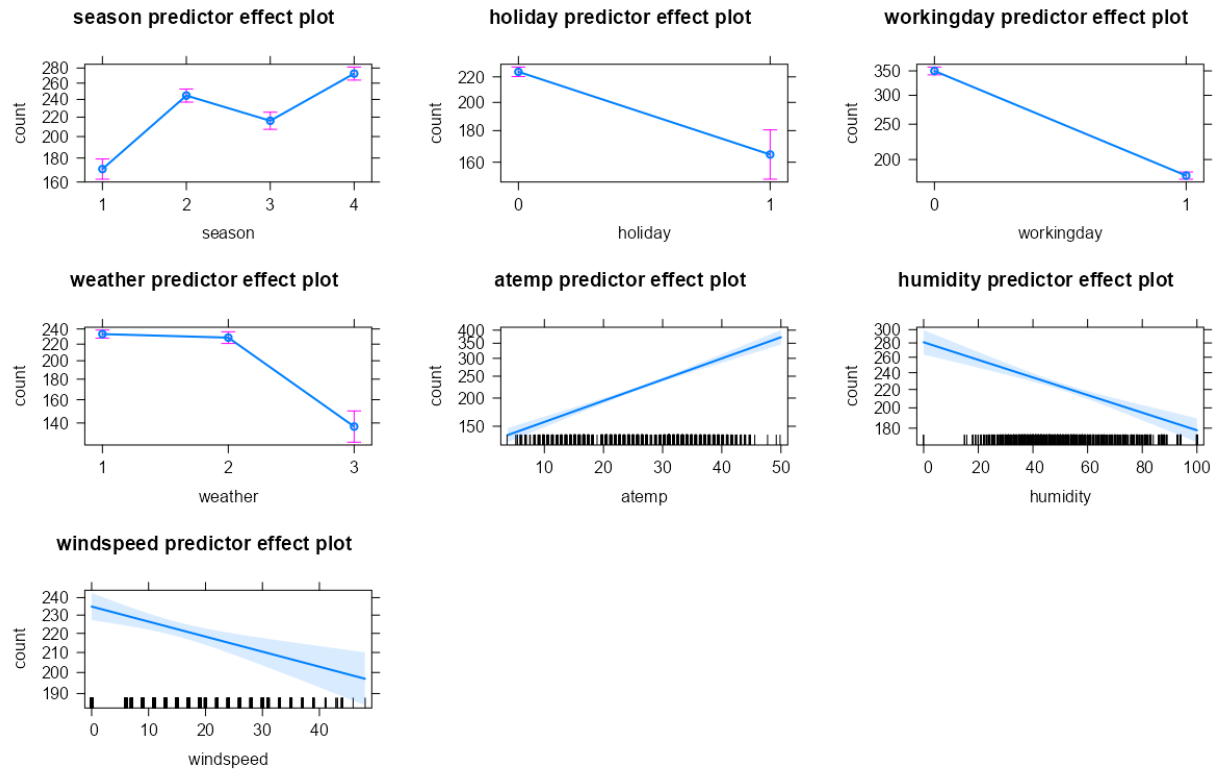 season predictor effect plot
count
280
260
240
220
200
180
160
1 2 3 4
season
holiday predictor effect plot
count
220
200
180
160
0 1
holiday
workingday predictor effect plot
count
350
300
250
200
0 1
workingday
weather predictor effect plot
count
240
220
200
180
160
140
1 2 3
weather
atemp predictor effect plot
count
400
350
300
250
200
150
10 20 30 40 50
atemp
humidity predictor effect plot
count
300
280
260
240
220
200
180
0 20 40 60 80 100
humidity
windspeed predictor effect plot
count
240
230
220
210
200
190
0 10 20 30 40
windspeed